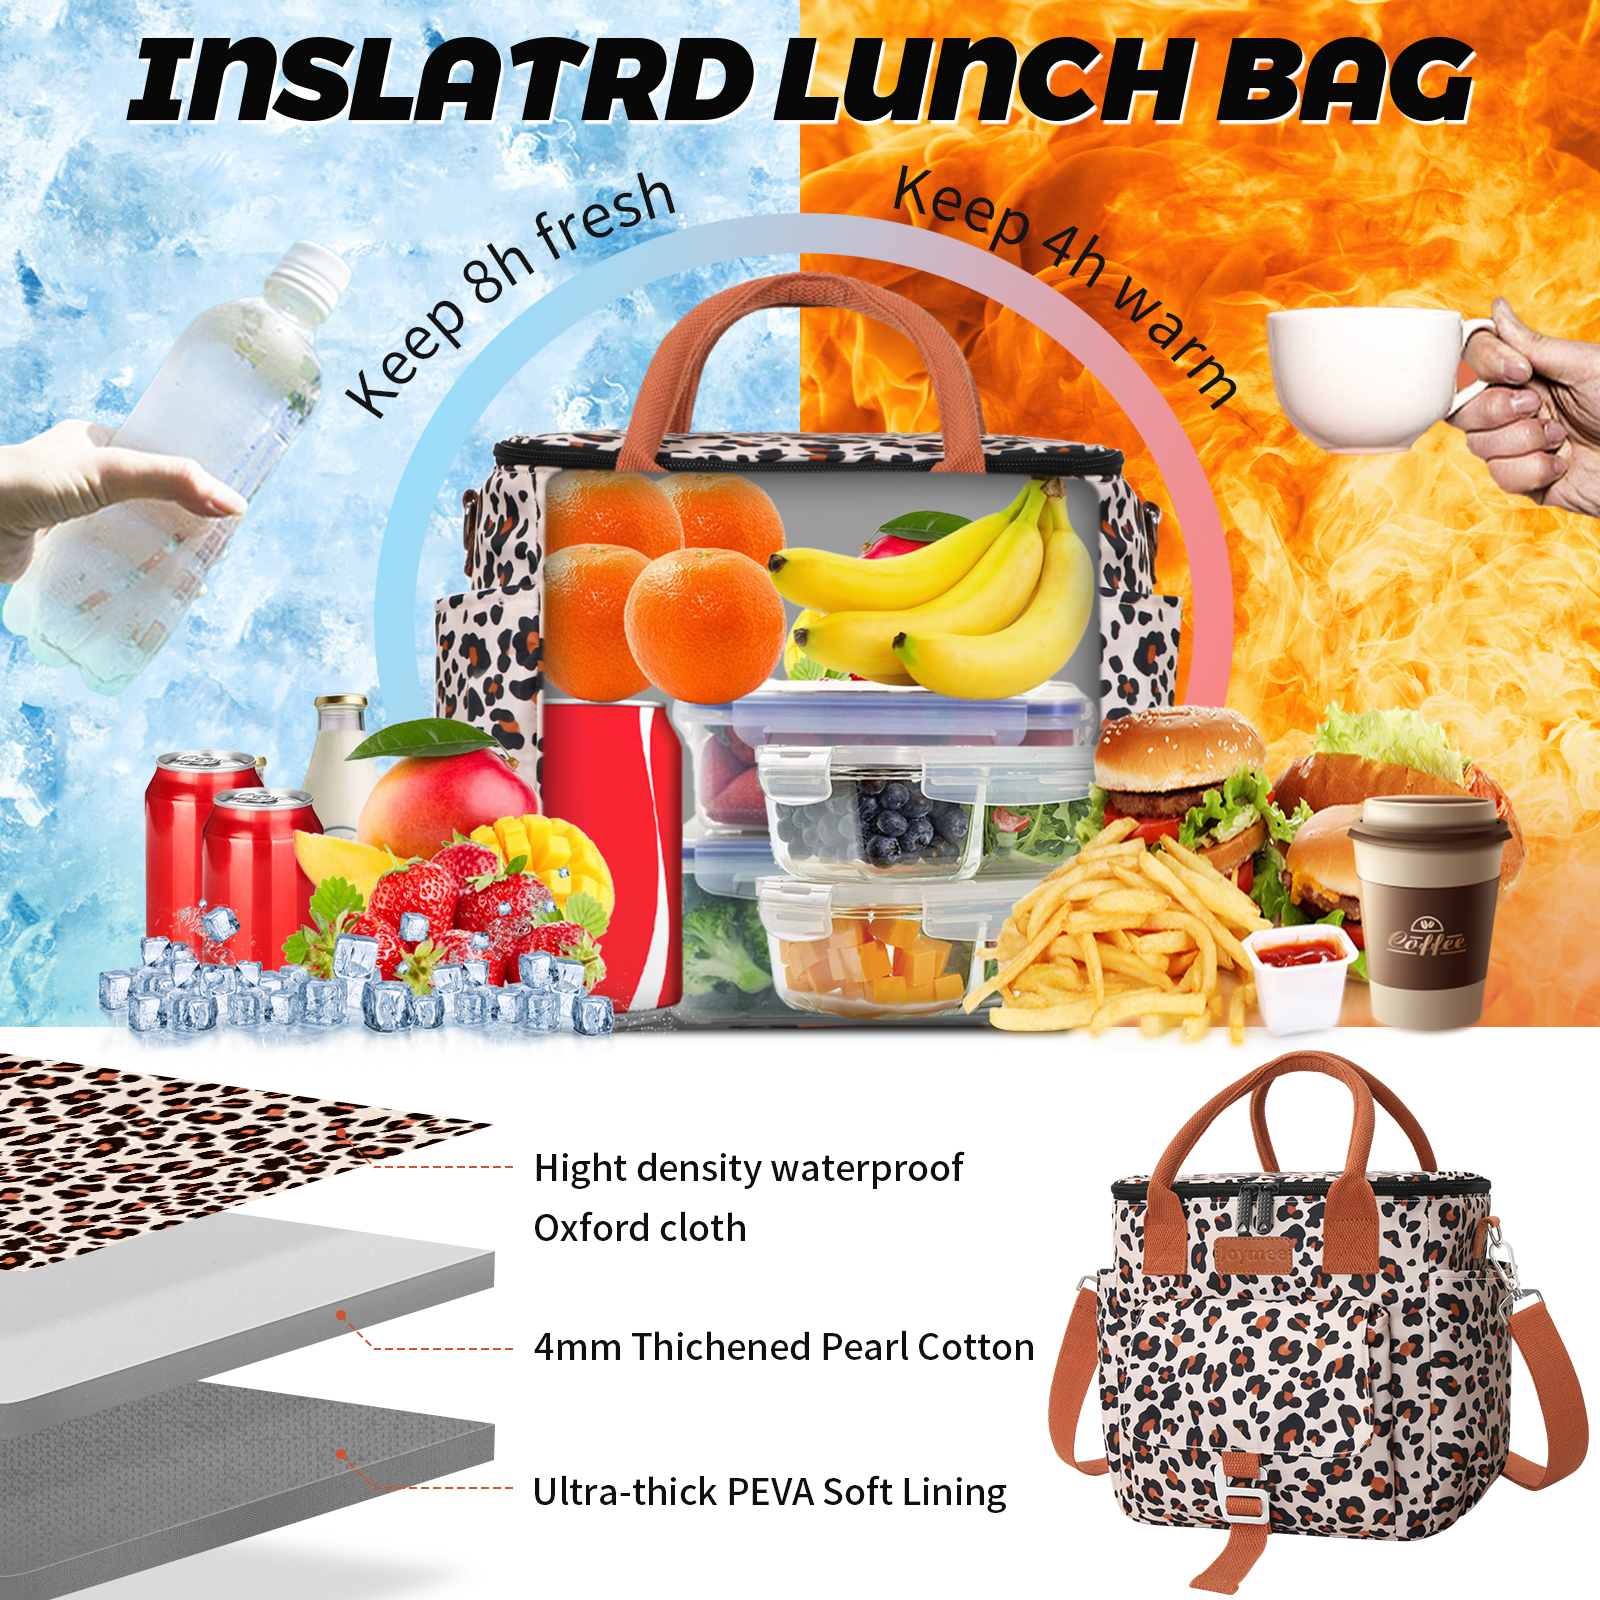 INSLATRD LUNCH BAG
Keep 8h fresh
Keep 4h warm
Coffee
Hight density waterproof
Oxford cloth
Joymee
4mm Thichened Pearl Cotton
Ultra-thick PEVA Soft Lining